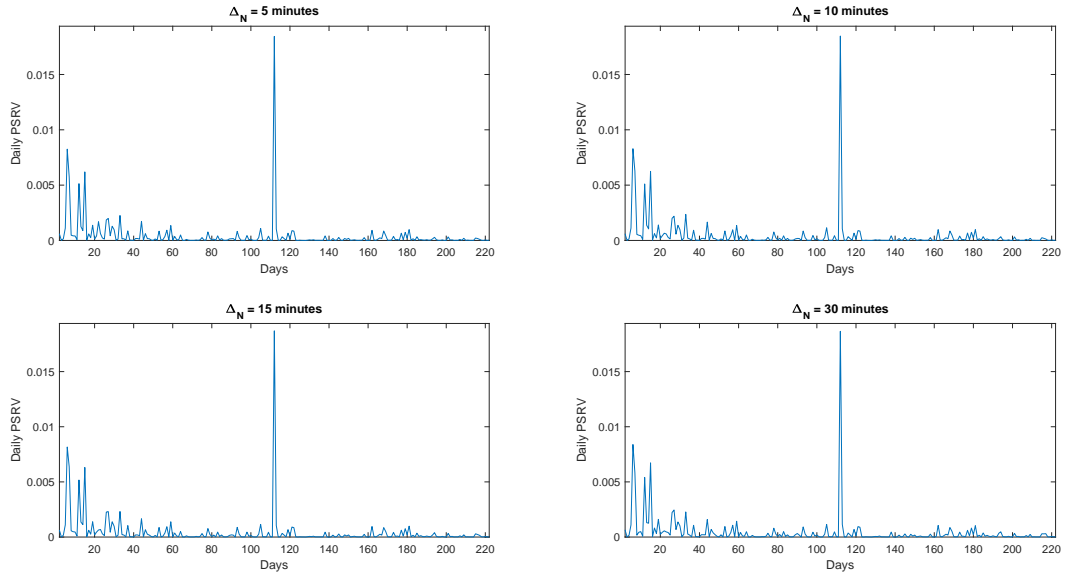 Δ_N = 5 minutes
Daily PSRV
0.015
0.01
0.005
0
20 40 60 80 100 120 140 160 180 200 220
Days
Δ_N = 10 minutes
Daily PSRV
0.015
0.01
0.005
0
20 40 60 80 100 120 140 160 180 200 220
Days
Δ_N = 15 minutes
Daily PSRV
0.015
0.01
0.005
0
20 40 60 80 100 120 140 160 180 200 220
Days
Δ_N = 30 minutes
Daily PSRV
0.015
0.01
0.005
0
20 40 60 80 100 120 140 160 180 200 220
Days